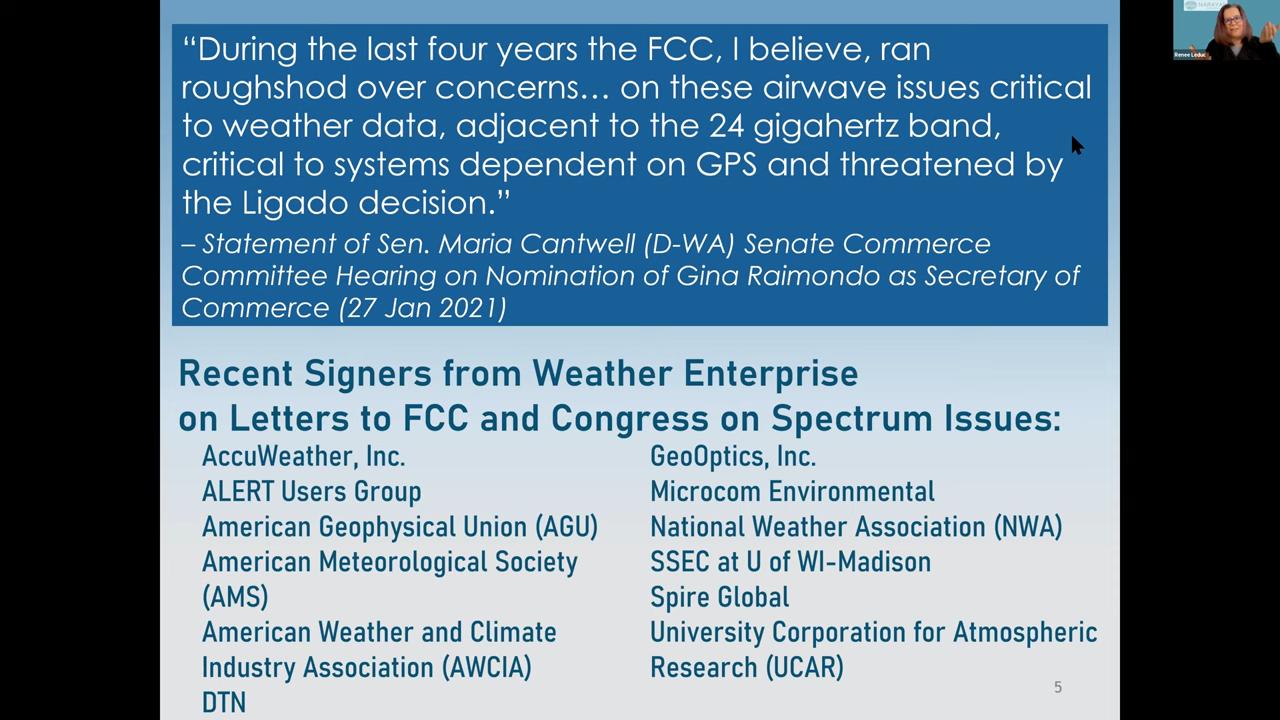 “During the last four years the FCC, I believe, ran
roughshod over concerns… on these airwave issues critical
to weather data, adjacent to the 24 gigahertz band,
critical to systems dependent on GPS and threatened by
the Ligado decision.”
– Statement of Sen. Maria Cantwell (D-WA) Senate Commerce
Committee Hearing on Nomination of Gina Raimondo as Secretary of
Commerce (27 Jan 2021)
Recent Signers from Weather Enterprise
on Letters to FCC and Congress on Spectrum Issues:
AccuWeather, Inc.
ALERT Users Group
American Geophysical Union (AGU)
American Meteorological Society
(AMS)
American Weather and Climate
Industry Association (AWCIA)
DTN
GeoOptics, Inc.
Microcom Environmental
National Weather Association (NWA)
SSEC at U of WI-Madison
Spire Global
University Corporation for Atmospheric
Research (UCAR)
5
Renee Leduc